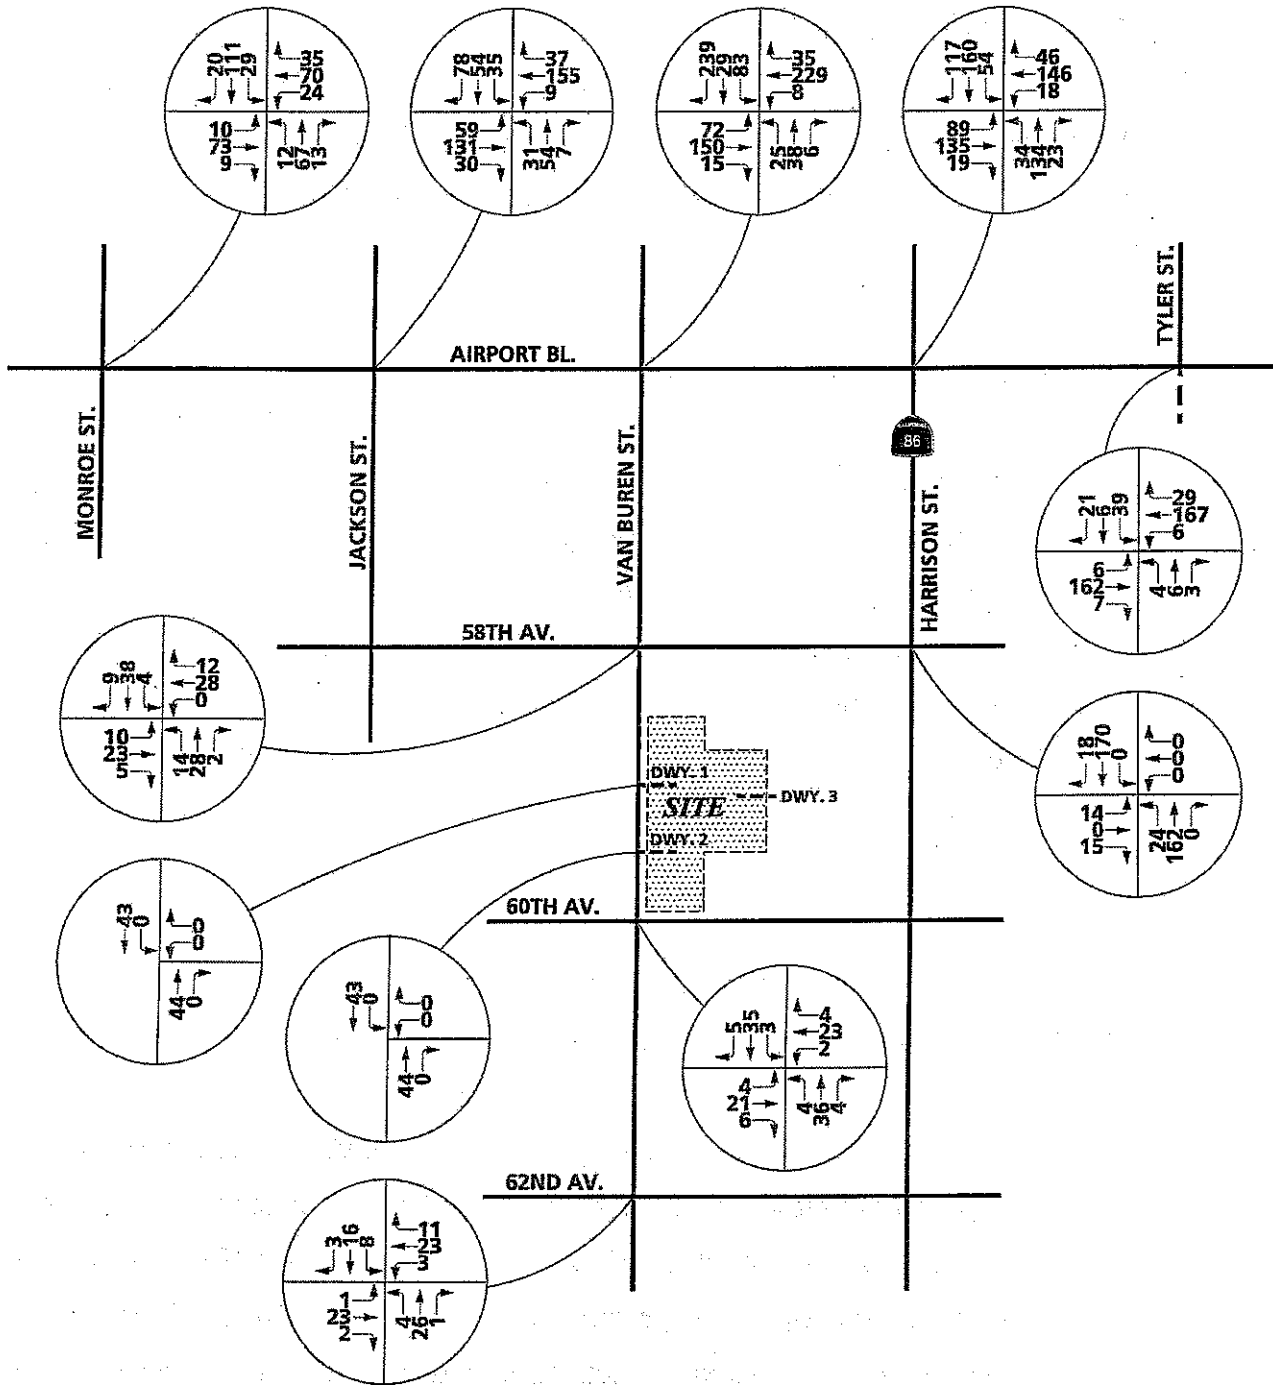 20 111 29
35
70
24
10
73
9
12 67 13
78 54 35
37
155
9
59
131
30
31 54 7
239 29 83
35
229
8
72
150
15
25 38 6
117 160 54
46
146
18
89
135
19
34 134 23
AIRPORT BL.
TYLER ST.
MONROE ST.
JACKSON ST.
VAN BUREN ST.
86
HARRISON ST.
21 6 39
29
167
6
6
162
7
4 6 3
58TH AV.
9 38 4
12
28
0
10
23
5
14 28 2
18 170 0
0
0
0
14
0
15
24 162 0
DWY. 1
SITE
DWY. 3
DWY. 2
60TH AV.
43 0
0
0
44 0
43 0
0
0
44 0
5 35 3
4
23
2
4
21
6
4 36 4
62ND AV.
3 16 8
11
23
3
1
23
2
4 26 1